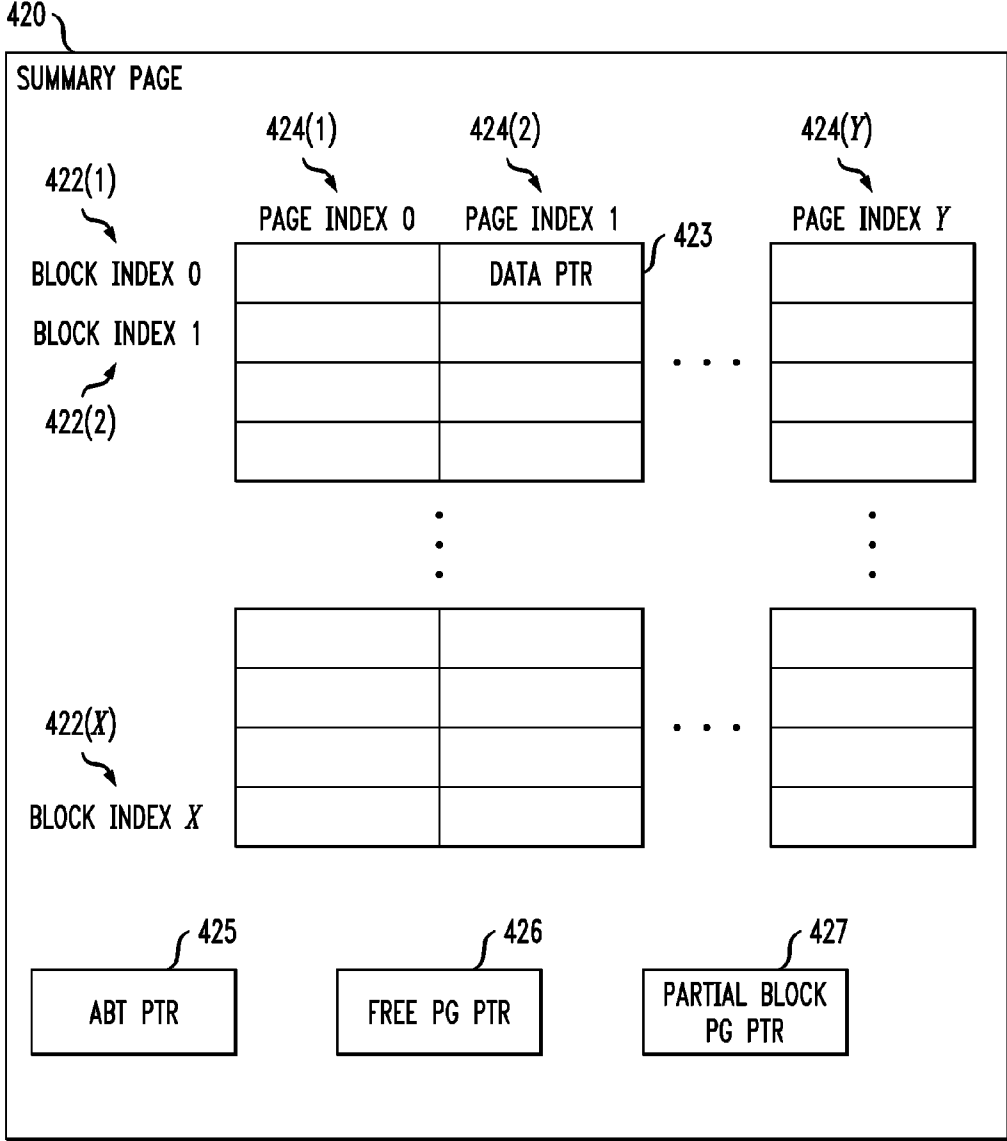 420
SUMMARY PAGE
424(1) 424(2) 424(Y)
422(1)
PAGE INDEX 0 PAGE INDEX 1 PAGE INDEX Y
423
BLOCK INDEX 0 DATA PTR
BLOCK INDEX 1
422(2)
422(X)
BLOCK INDEX X
425 426 427
ABT PTR FREE PG PTR PARTIAL BLOCK
PG PTR